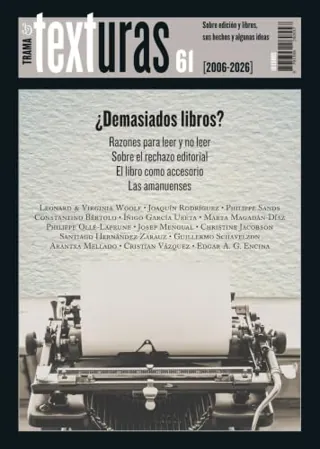 TRAMA
texturas 61
Sobre edición y libros,
sus hechos y algunas ideas
[2006-2026]
¿Demasiados libros?
Razones para leer y no leer
Sobre el rechazo editorial
El libro como accesorio
Las amanuenses
Leonard & Virginia Woolf • Joaquín Rodríguez • Philippe Sands
Constantino Bértolo • Íñigo García Ureta • Marta Magadán-Díaz
Philippe Ollé-Laprune • Josep Mengual • Christine Jacobson
Santiago Hernández Zarauz • Guillermo Schavelzon
Arantxa Mellado • Cristian Vázquez • Edgar A. G. Encina